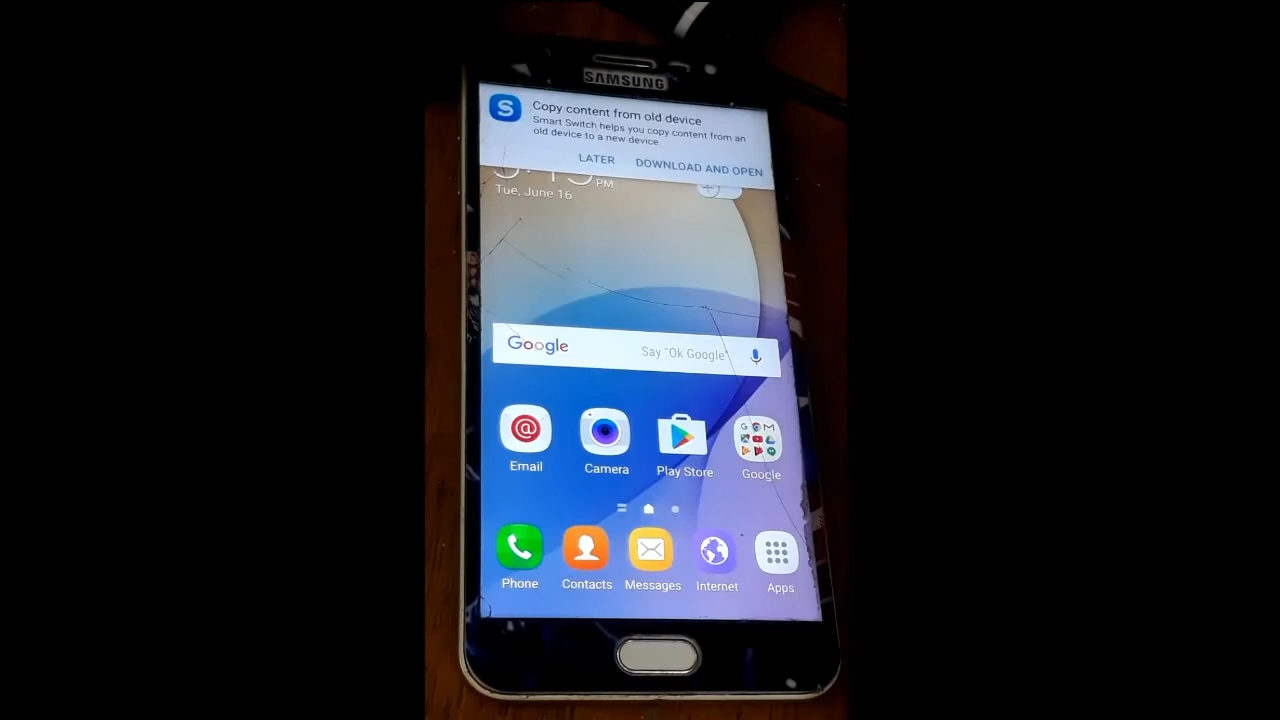 SAMSUNG
Copy content from old device
Smart Switch helps you copy content from an
old device to a new device.
LATER DOWNLOAD AND OPEN
PM
Tue, June 16
Google Say "Ok Google"
Email Camera Play Store Google
Phone Contacts Messages Internet Apps